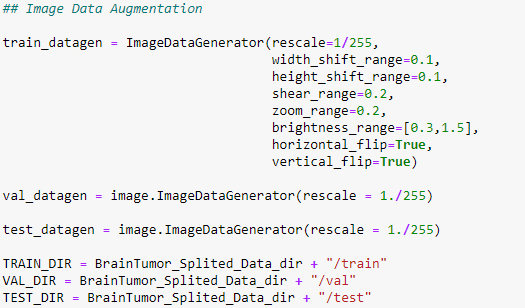 ## Image Data Augmentation
train_datagen = ImageDataGenerator(rescale=1/255,
width_shift_range=0.1,
height_shift_range=0.1,
shear_range=0.2,
zoom_range=0.2,
brightness_range=[0.3,1.5],
horizontal_flip=True,
vertical_flip=True)
val_datagen = image.ImageDataGenerator(rescale = 1./255)
test_datagen = image.ImageDataGenerator(rescale = 1./255)
TRAIN_DIR = BrainTumor_Splited_Data_dir + "/train"
VAL_DIR = BrainTumor_Splited_Data_dir + "/val"
TEST_DIR = BrainTumor_Splited_Data_dir + "/test"